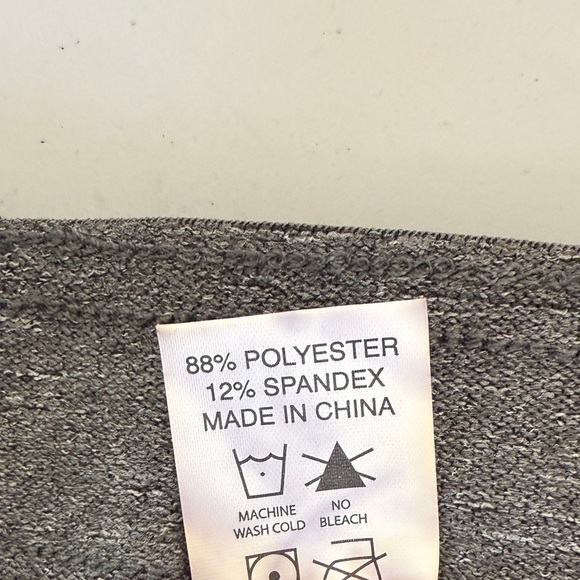 88% POLYESTER
12% SPANDEX
MADE IN CHINA
MACHINE
WASH COLD
NO
BLEACH